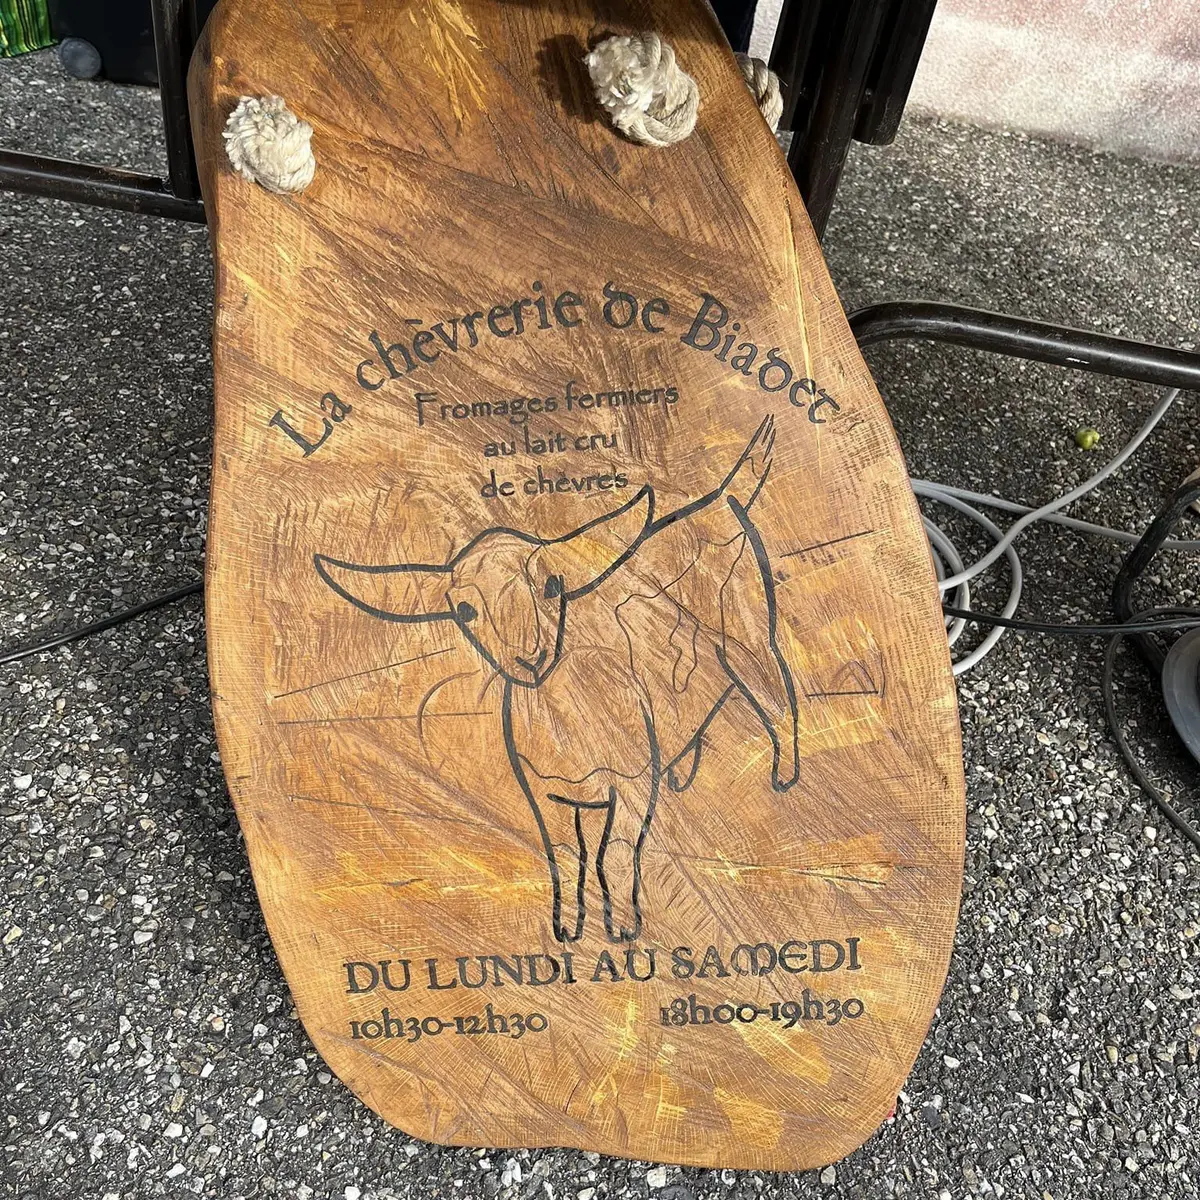 La chèvrerie de Biadet
Fromages fermiers
au lait cru
de chèvres
DU LUNDI AU SAMEDI
10h30-12h30 18h00-19h30